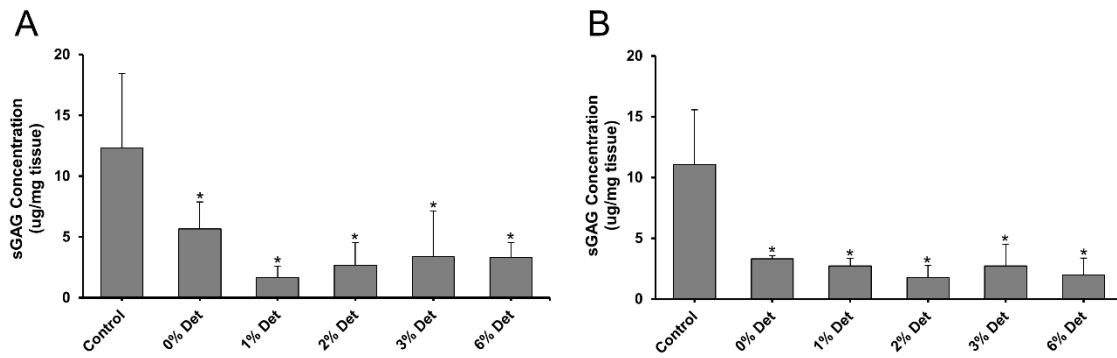 A
sGAG Concentration
(ug/mg tissue)
20
15
10
5
0
*
*
*
*
*
Control
0% Det
1% Det
2% Det
3% Det
6% Det
B
sGAG Concentration
(ug/mg tissue)
20
15
10
5
0
*
*
*
*
*
Control
0% Det
1% Det
2% Det
3% Det
6% Det